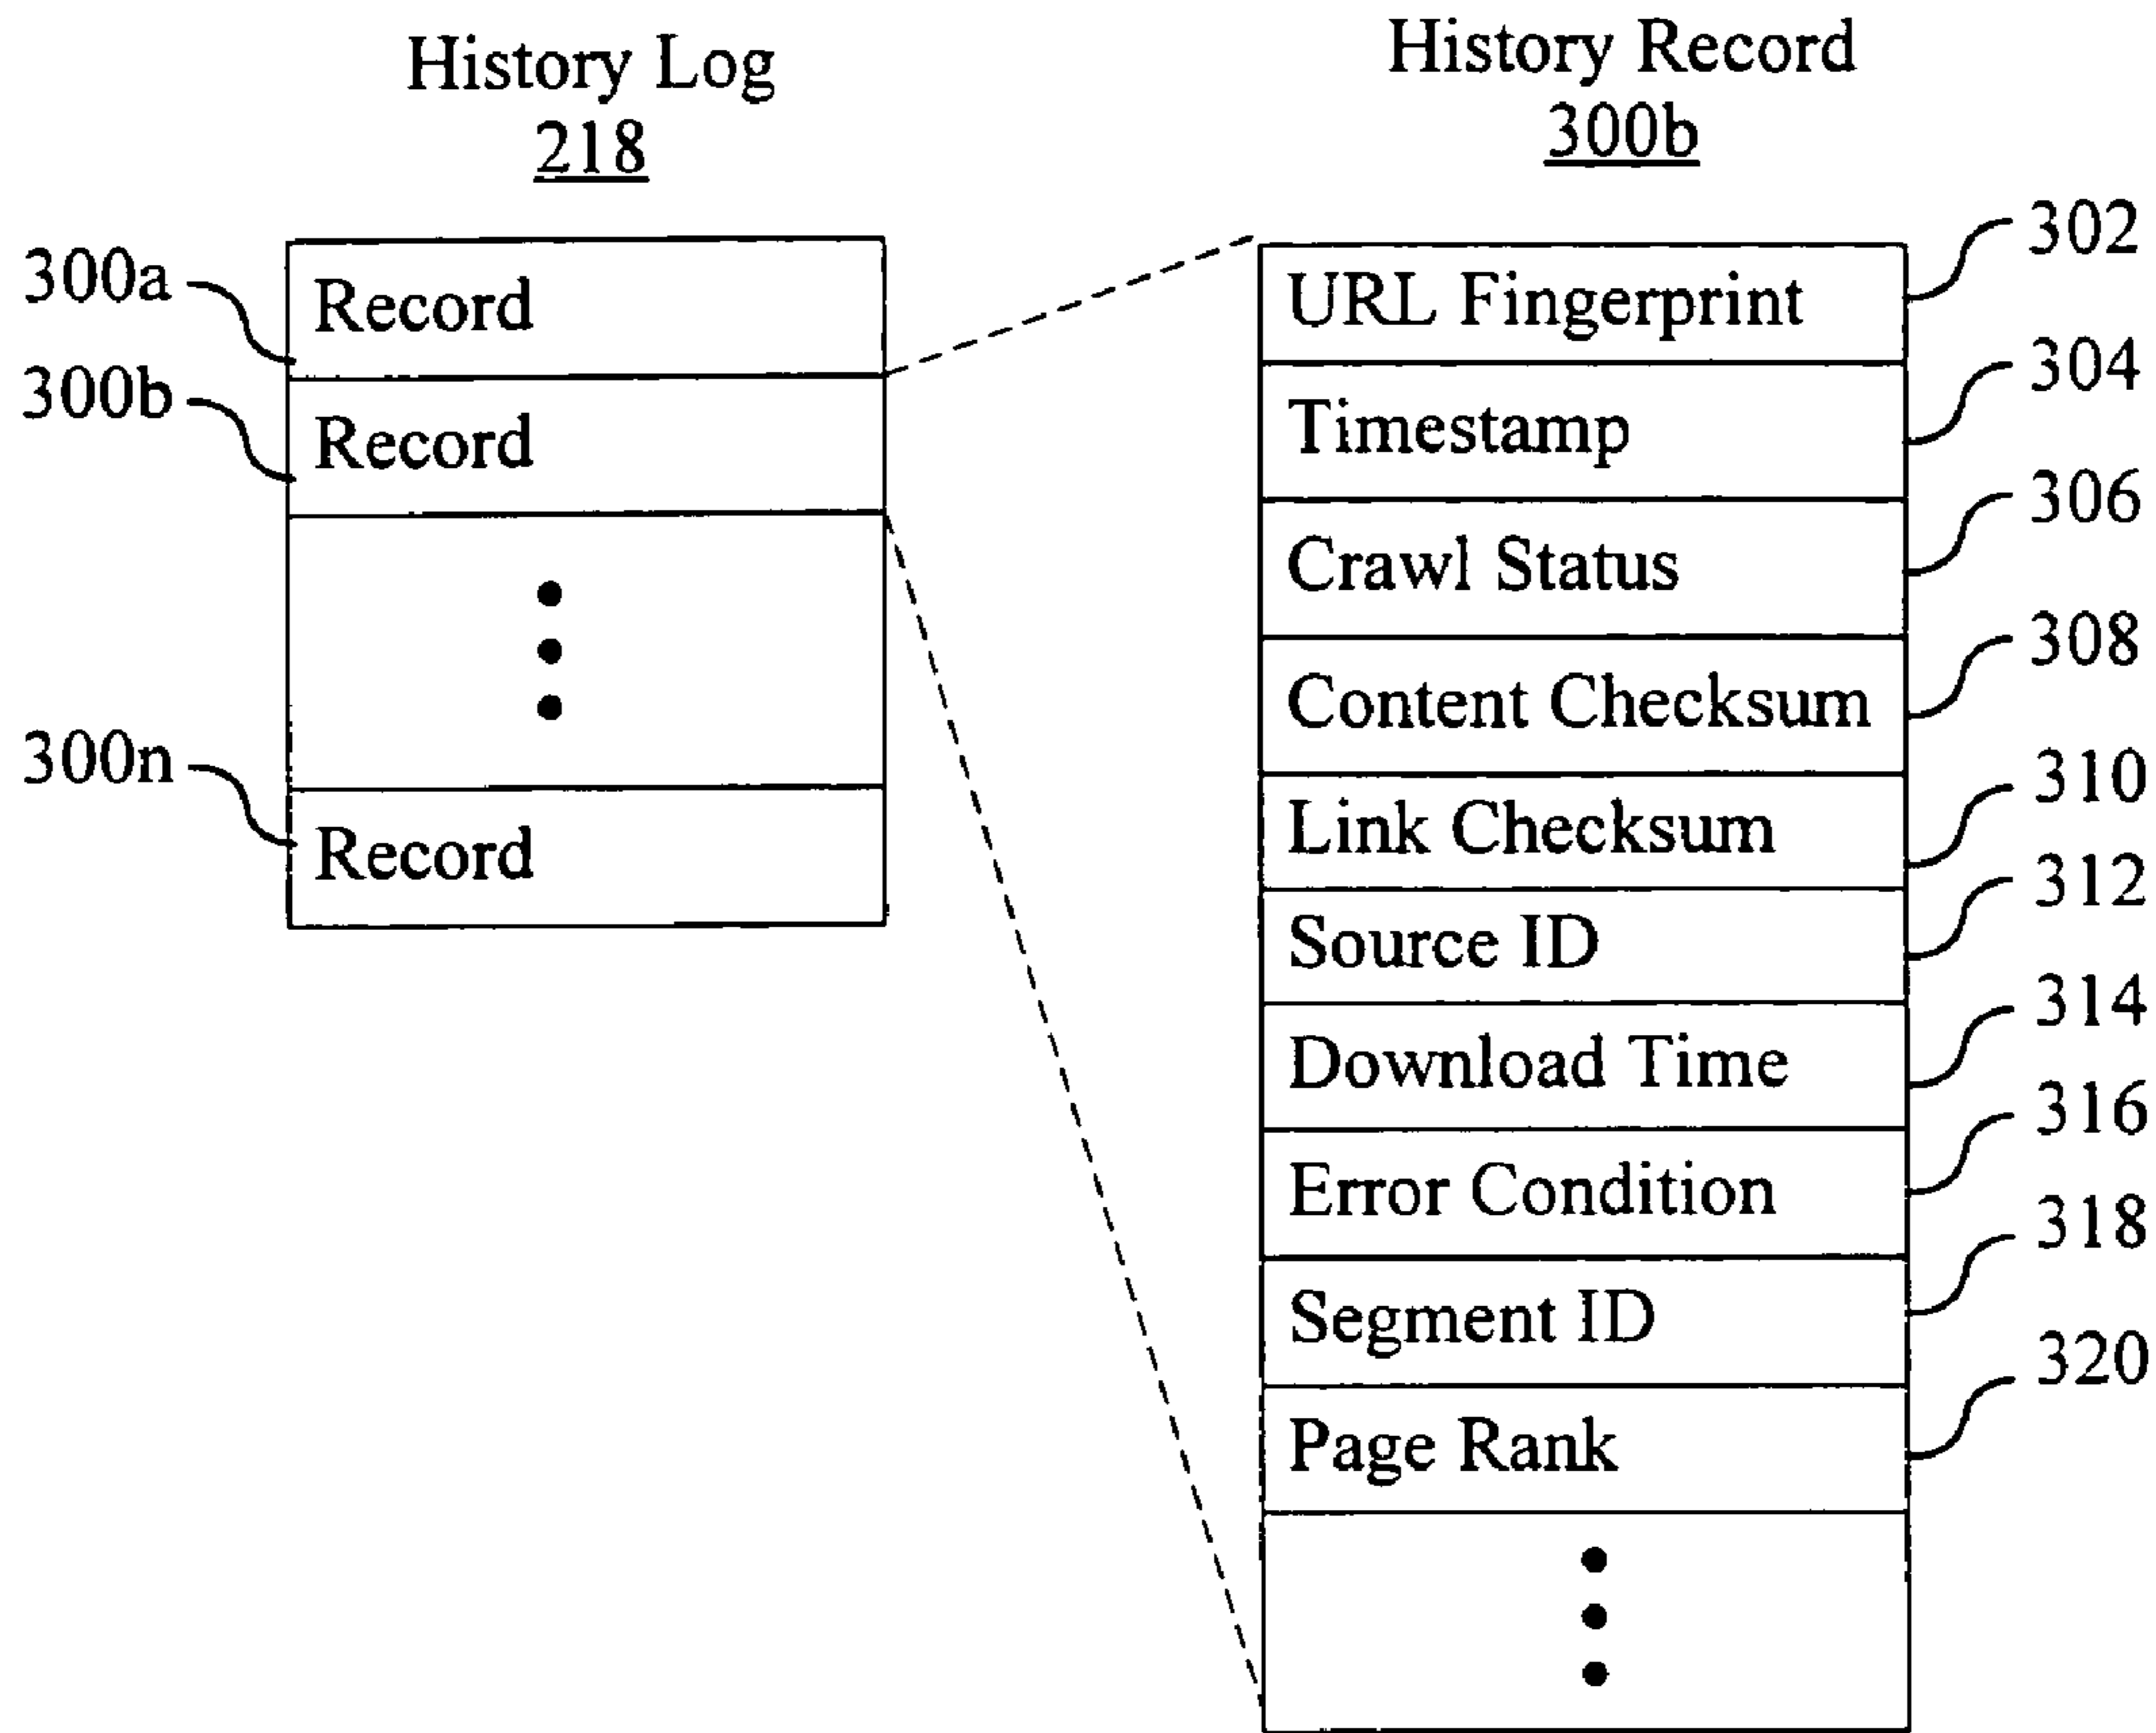 History Log
218
300a
Record
300b
Record
300n
Record
History Record
300b
URL Fingerprint
302
Timestamp
304
Crawl Status
306
Content Checksum
308
Link Checksum
310
Source ID
312
Download Time
314
Error Condition
316
Segment ID
318
Page Rank
320